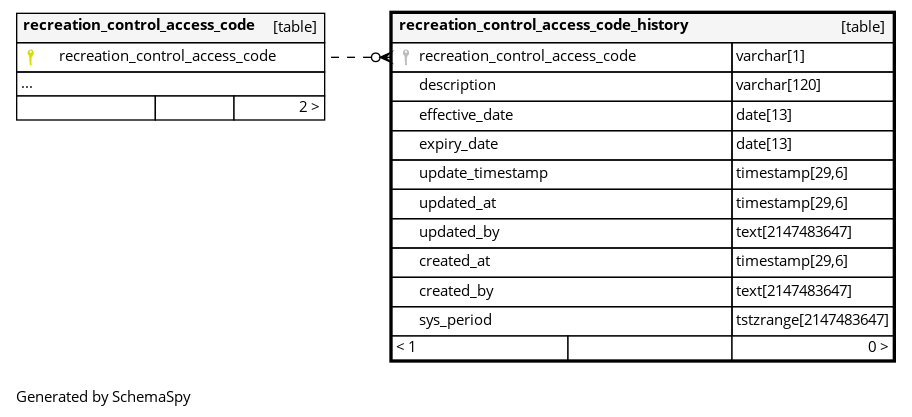 recreation_control_access_code [table]
recreation_control_access_code
...
2 >
recreation_control_access_code_history [table]
recreation_control_access_code varchar[1]
description varchar[120]
effective_date date[13]
expiry_date date[13]
update_timestamp timestamp[29,6]
updated_at timestamp[29,6]
updated_by text[2147483647]
created_at timestamp[29,6]
created_by text[2147483647]
sys_period tstzrange[2147483647]
< 1 0 >
Generated by SchemaSpy